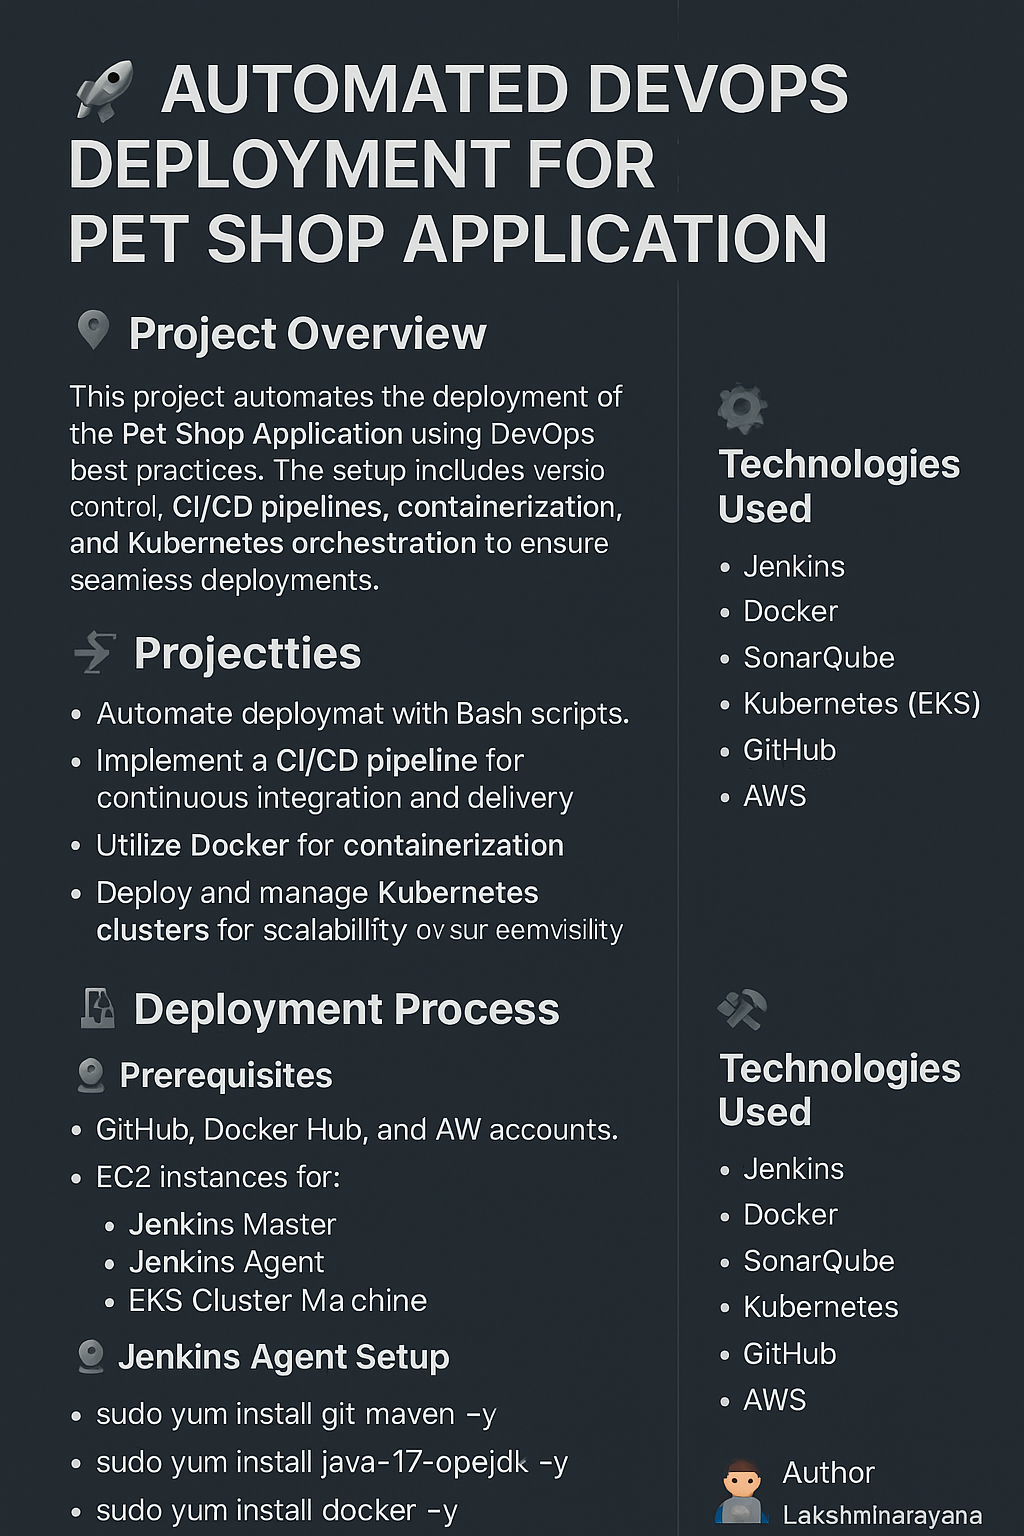 AUTOMATED DEVOPS
DEPLOYMENT FOR
PET SHOP APPLICATION
Project Overview
This project automates the deployment of
the Pet Shop Application using DevOps
best practices. The setup includes versio
control, CI/CD pipelines, containerization,
and Kubernetes orchestration to ensure
seamiess deployments.
Projectties
• Automate deploymat with Bash scripts.
• Implement a CI/CD pipeline for
continuous integration and delivery
• Utilize Docker for containerization
• Deploy and manage Kubernetes
clusters for scalabillity ov sur eemvisility
Deployment Process
Prerequisites
• GitHub, Docker Hub, and AW accounts.
• EC2 instances for:
• Jenkins Master
• Jenkins Agent
• EKS Cluster Machine
Jenkins Agent Setup
• sudo yum install git maven -y
• sudo yum install java-17-opejdk -y
• sudo yum install docker -y
Technologies
Used
• Jenkins
• Docker
• SonarQube
• Kubernetes (EKS)
• GitHub
• AWS
Technologies
Used
• Jenkins
• Docker
• SonarQube
• Kubernetes
• GitHub
• AWS
Author
Lakshminarayana